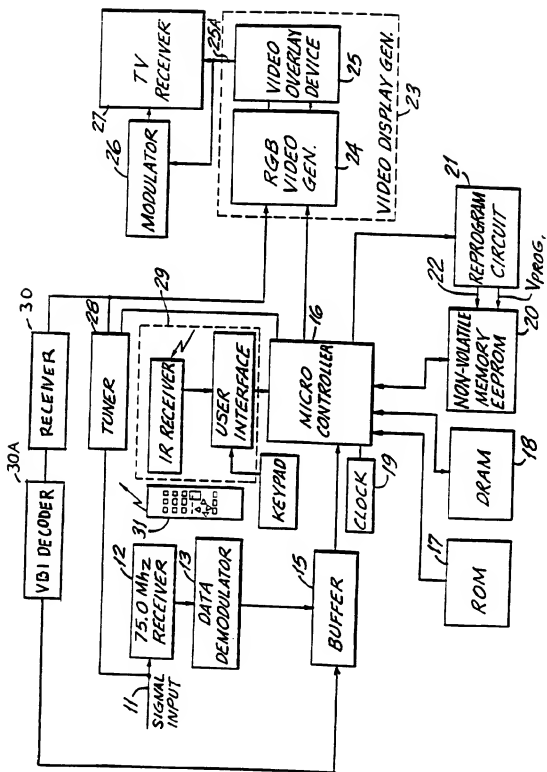 30A
VBI DECODER
30
RECEIVER
28
TUNER
11
SIGNAL
INPUT
12
75.0 Mhz
RECEIVER
13
DATA
DEMODULATOR
31
29
IR RECEIVER
USER
INTERFACE
KEYPAD
15
BUFFER
16
MICRO
CONTROLLER
CLOCK
19
17
ROM
DRAM
18
NON-VOLATILE
MEMORY
EEPROM
20
21
REPROGRAM
CIRCUIT
22
VPROG.
RGB
VIDEO
GEN.
24
VIDEO
OVERLAY
DEVICE
25
VIDEO DISPLAY GEN.
23
25A
26
MODULATOR
27
TV
RECEIVER